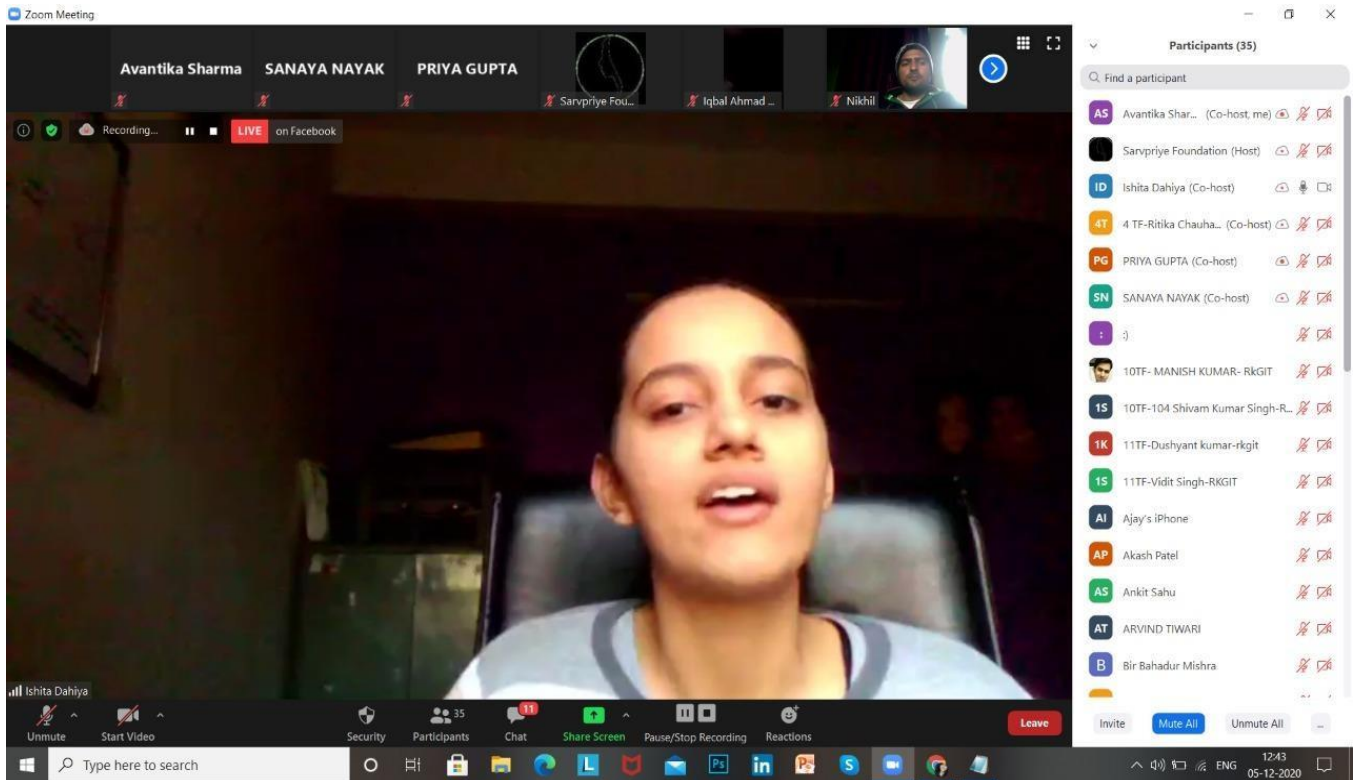 Zoom Meeting
Avantika Sharma
SANAYA NAYAK
PRIYA GUPTA
Sarvpriye Fou...
Iqbal Ahmad ...
Nikhil
Recording...
LIVE on Facebook
Ishita Dahiya
Unmute
Start Video
Security
35
Participants
11
Chat
Share Screen
Pause/Stop Recording
Reactions
Leave
Participants (35)
Find a participant
AS Avantika Shar... (Co-host, me)
Sarvpriye Foundation (Host)
ID Ishita Dahiya (Co-host)
4T 4 TF-Ritika Chauha... (Co-host)
PG PRIYA GUPTA (Co-host)
SN SANAYA NAYAK (Co-host)
: :)
10TF- MANISH KUMAR- RkGIT
1S 10TF-104 Shivam Kumar Singh-R...
1K 11TF-Dushyant kumar-rkgit
1S 11TF-Vidit Singh-RKGIT
AI Ajay's iPhone
AP Akash Patel
AS Ankit Sahu
AT ARVIND TIWARI
B Bir Bahadur Mishra
Invite
Mute All
Unmute All
...
Type here to search
L
Ps
in
P
S
ENG
12:43
05-12-2020